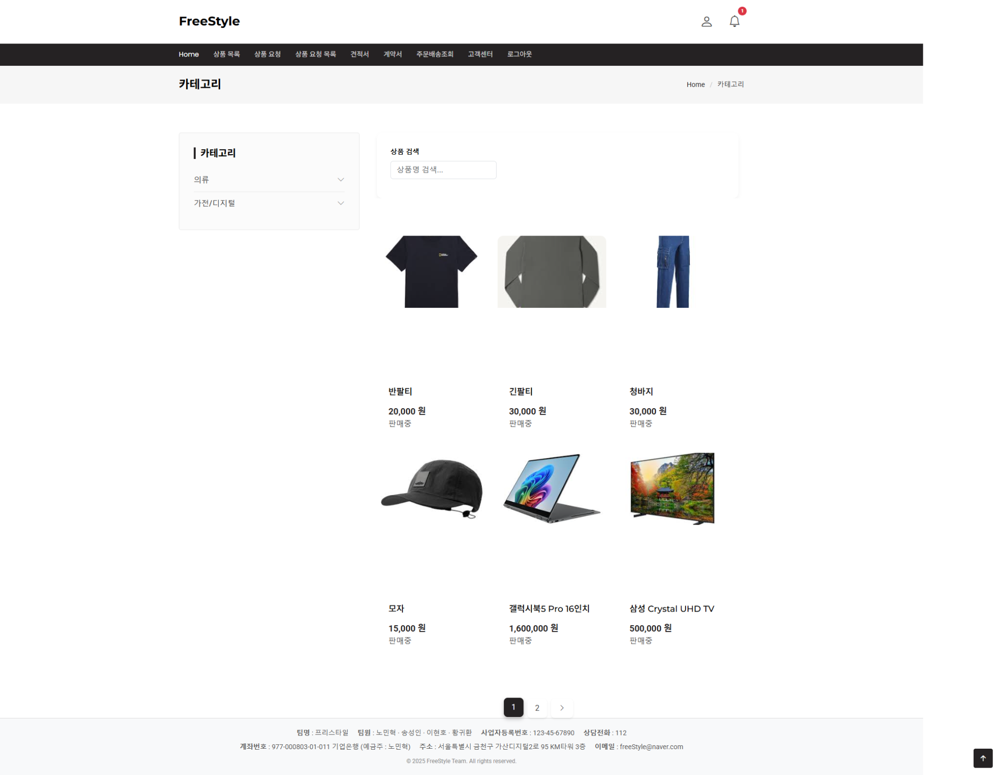 FreeStyle
1
Home 상품 목록 상품 요청 상품 요청 목록 견적서 계약서 주문배송조회 고객센터 로그아웃
카테고리
Home / 카테고리
카테고리
의류
가전/디지털
상품 검색
상품명 검색...
반팔티 긴팔티 청바지
20,000 원 30,000 원 30,000 원
판매중 판매중 판매중
모자 갤럭시북5 Pro 16인치 삼성 Crystal UHD TV
15,000 원 1,600,000 원 500,000 원
판매중 판매중 판매중
1 2
팀명 : 프리스타일 팀원 : 노민혁 · 송성인 · 이현호 · 황귀환 사업자등록번호 : 123-45-67890 상담전화 : 112
계좌번호 : 977-000803-01-011 기업은행 (예금주 : 노민혁) 주소 : 서울특별시 금천구 가산디지털2로 95 KM타워 3층 이메일 : freeStyle@naver.com
© 2025 FreeStyle Team. All rights reserved.